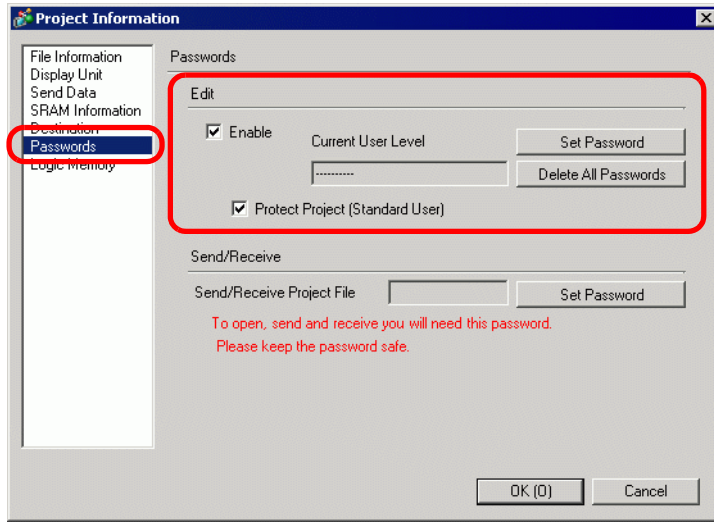 Project Information
File Information
Display Unit
Send Data
SRAM Information
Destination
Passwords
Logic Memory
Passwords
Edit
Enable
Current User Level
Set Password
----------
Delete All Passwords
Protect Project (Standard User)
Send/Receive
Send/Receive Project File
Set Password
To open, send and receive you will need this password.
Please keep the password safe.
OK (O)
Cancel